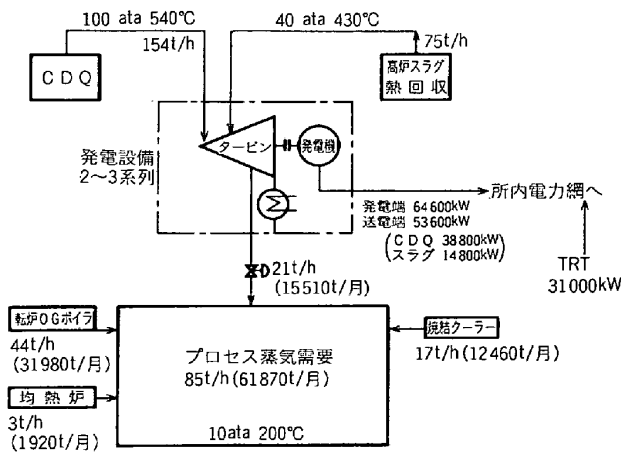 100 ata 540℃
154t/h
40 ata 430℃
75t/h
CDQ
高炉スラグ
熱回収
発電設備
2〜3系列
タービン
発電機
所内電力網へ
発電端 64600kW
送電端 53600kW
(CDQ 38800kW)
(スラグ 14800kW)
TRT
31000kW
21t/h
(15510t/月)
転炉OGボイラ
44t/h
(31980t/月)
均熱炉
3t/h
(1920t/月)
プロセス蒸気需要
85t/h(61870t/月)
10ata 200℃
焼結クーラー
17t/h(12460t/月)